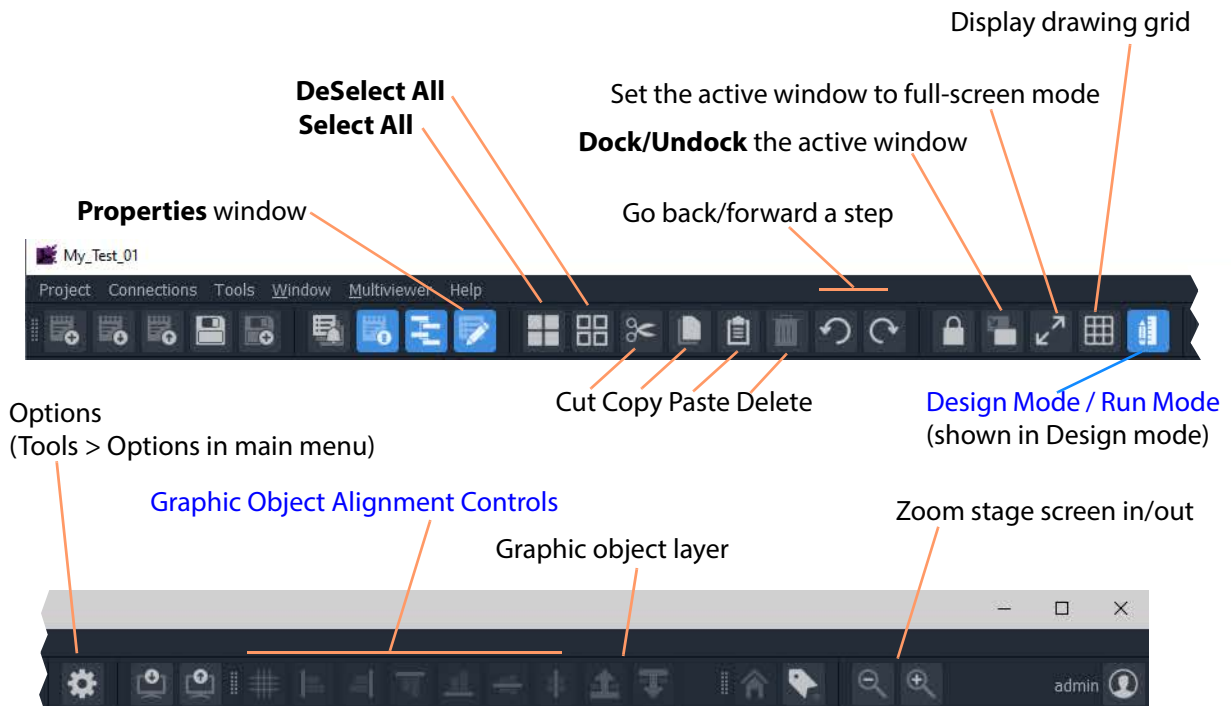 Display drawing grid
DeSelect All
Set the active window to full-screen mode
Select All
Dock/Undock the active window
Properties window
Go back/forward a step
My_Test_01
Project Connections Tools Window Multiviewer Help
Cut Copy Paste Delete
Design Mode / Run Mode
(shown in Design mode)
Options
(Tools > Options in main menu)
Graphic Object Alignment Controls
Zoom stage screen in/out
Graphic object layer
admin